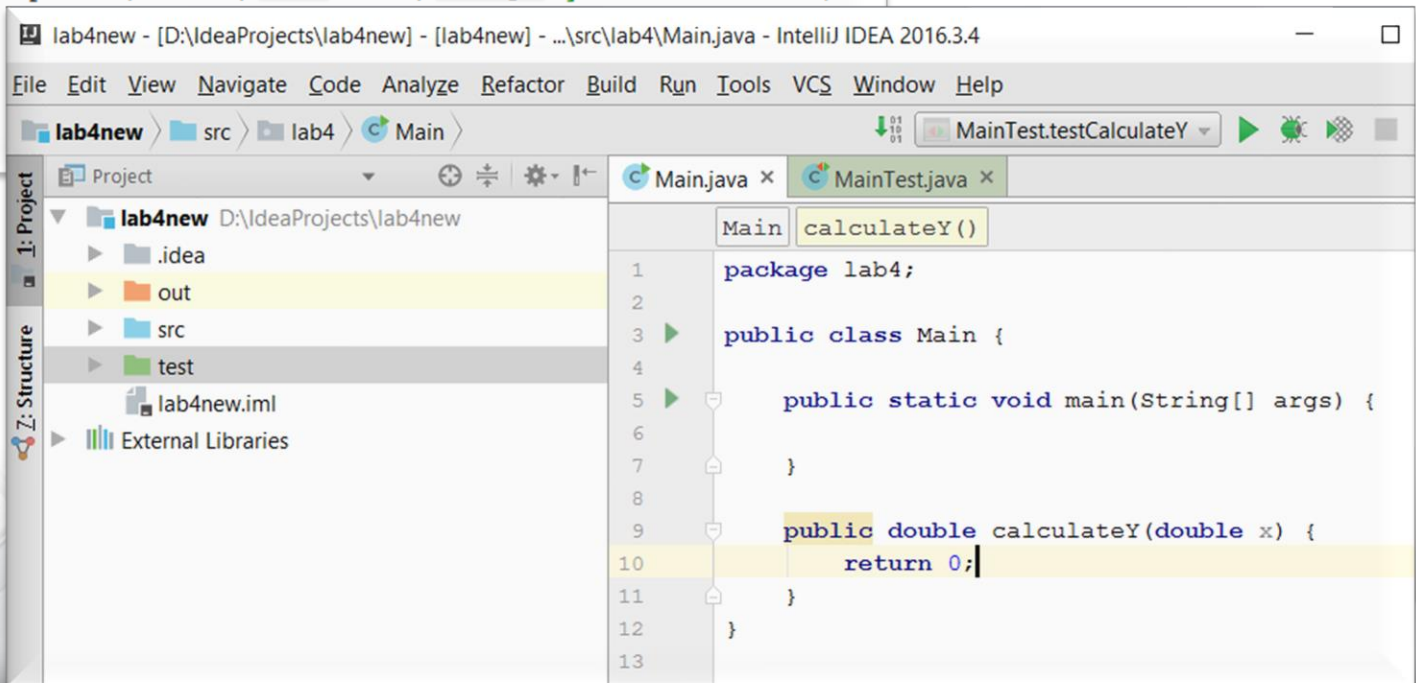 lab4new - [D:\IdeaProjects\lab4new] - [lab4new] - ...\src\lab4\Main.java - IntelliJ IDEA 2016.3.4
File Edit View Navigate Code Analyze Refactor Build Run Tools VCS Window Help
lab4new src lab4 Main MainTest.testCalculateY
1: Project
Z: Structure
Project
lab4new D:\IdeaProjects\lab4new
.idea
out
src
test
lab4new.iml
External Libraries
Main.java MainTest.java
Main calculateY()
1 package lab4;
2
3 public class Main {
4
5 public static void main(String[] args) {
6
7 }
8
9 public double calculateY(double x) {
10 return 0;
11 }
12 }
13